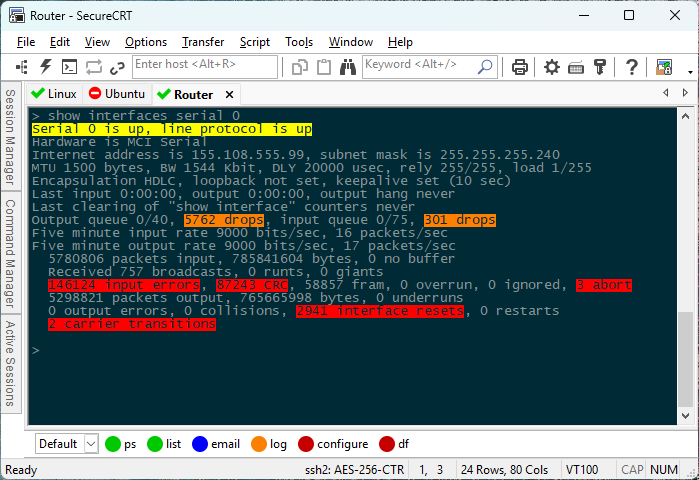 Router - SecureCRT
File Edit View Options Transfer Script Tools Window Help
Enter host <Alt+R> Keyword <Alt+/>
Linux Ubuntu Router
Session Manager
Command Manager
Active Sessions
> show interfaces serial 0
Serial 0 is up, line protocol is up
Hardware is MCI Serial
Internet address is 155.108.555.99, subnet mask is 255.255.255.240
MTU 1500 bytes, BW 1544 Kbit, DLY 20000 usec, rely 255/255, load 1/255
Encapsulation HDLC, loopback not set, keepalive set (10 sec)
Last input 0:00:00, output 0:00:00, output hang never
Last clearing of "show interface" counters never
Output queue 0/40, 5762 drops, input queue 0/75, 301 drops
Five minute input rate 9000 bits/sec, 16 packets/sec
Five minute output rate 9000 bits/sec, 17 packets/sec
5780806 packets input, 785841604 bytes, 0 no buffer
Received 757 broadcasts, 0 runts, 0 giants
146124 input errors, 87243 CRC, 58857 fram, 0 overrun, 0 ignored, 3 abort
5298821 packets output, 765665998 bytes, 0 underruns
0 output errors, 0 collisions, 2941 interface resets, 0 restarts
2 carrier transitions
>
Default ps list email log configure df
Ready ssh2: AES-256-CTR 1, 3 24 Rows, 80 Cols VT100 CAP NUM